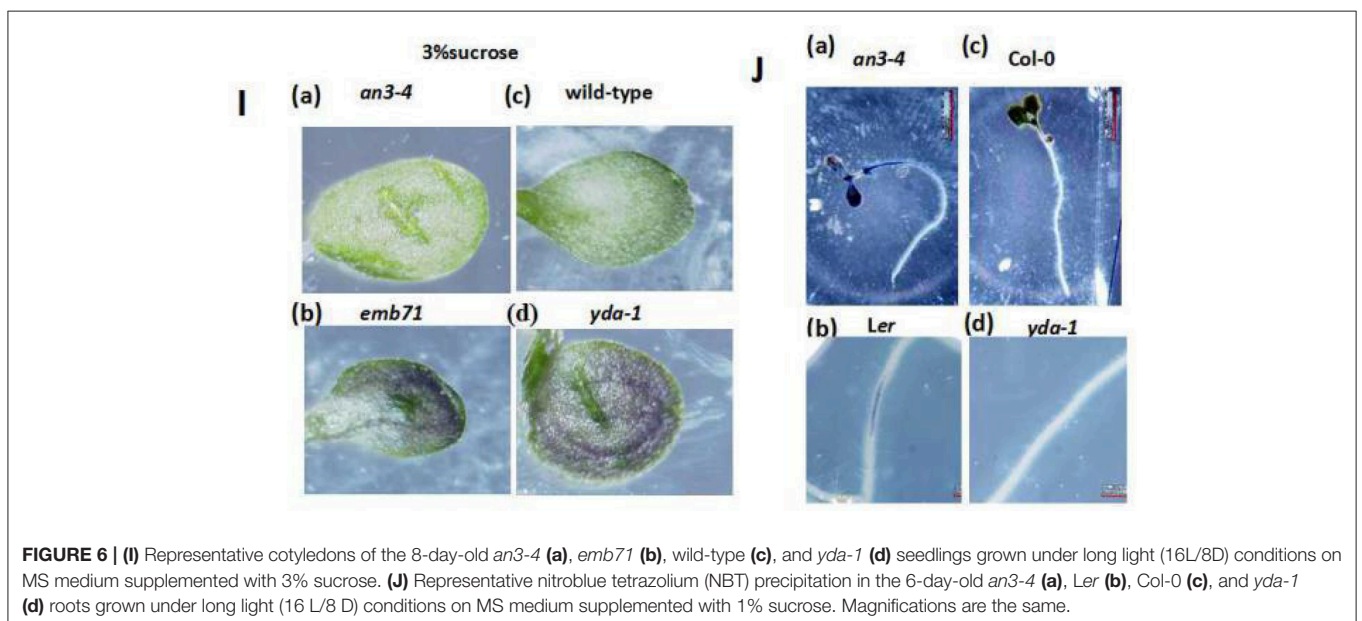 3%sucrose
I
(a) an3-4 (c) wild-type
(b) emb71 (d) yda-1
J
(a) an3-4 (c) Col-0
(b) Ler (d) yda-1
FIGURE 6 | (I) Representative cotyledons of the 8-day-old an3-4 (a), emb71 (b), wild-type (c), and yda-1 (d) seedlings grown under long light (16L/8D) conditions on
MS medium supplemented with 3% sucrose. (J) Representative nitroblue tetrazolium (NBT) precipitation in the 6-day-old an3-4 (a), Ler (b), Col-0 (c), and yda-1
(d) roots grown under long light (16 L/8 D) conditions on MS medium supplemented with 1% sucrose. Magnifications are the same.